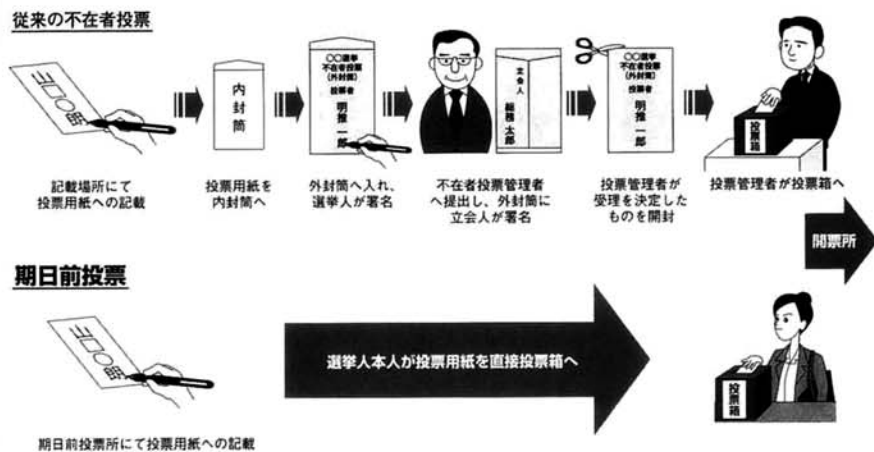 従来の不在者投票
内封筒
○○選挙
不在者投票
(外封筒)
投票者
明推一郎
立会人
総務太郎
○○選挙
不在者投票
(外封筒)
投票者
明推一郎
投票箱
記載場所にて
投票用紙への記載
投票用紙を
内封筒へ
外封筒へ入れ、
選挙人が署名
不在者投票管理者
へ提出し、外封筒に
立会人が署名
投票管理者が
受理を決定した
ものを開封
投票管理者が投票箱へ
開票所
期日前投票
選挙人本人が投票用紙を直接投票箱へ
投票箱
期日前投票所にて投票用紙への記載